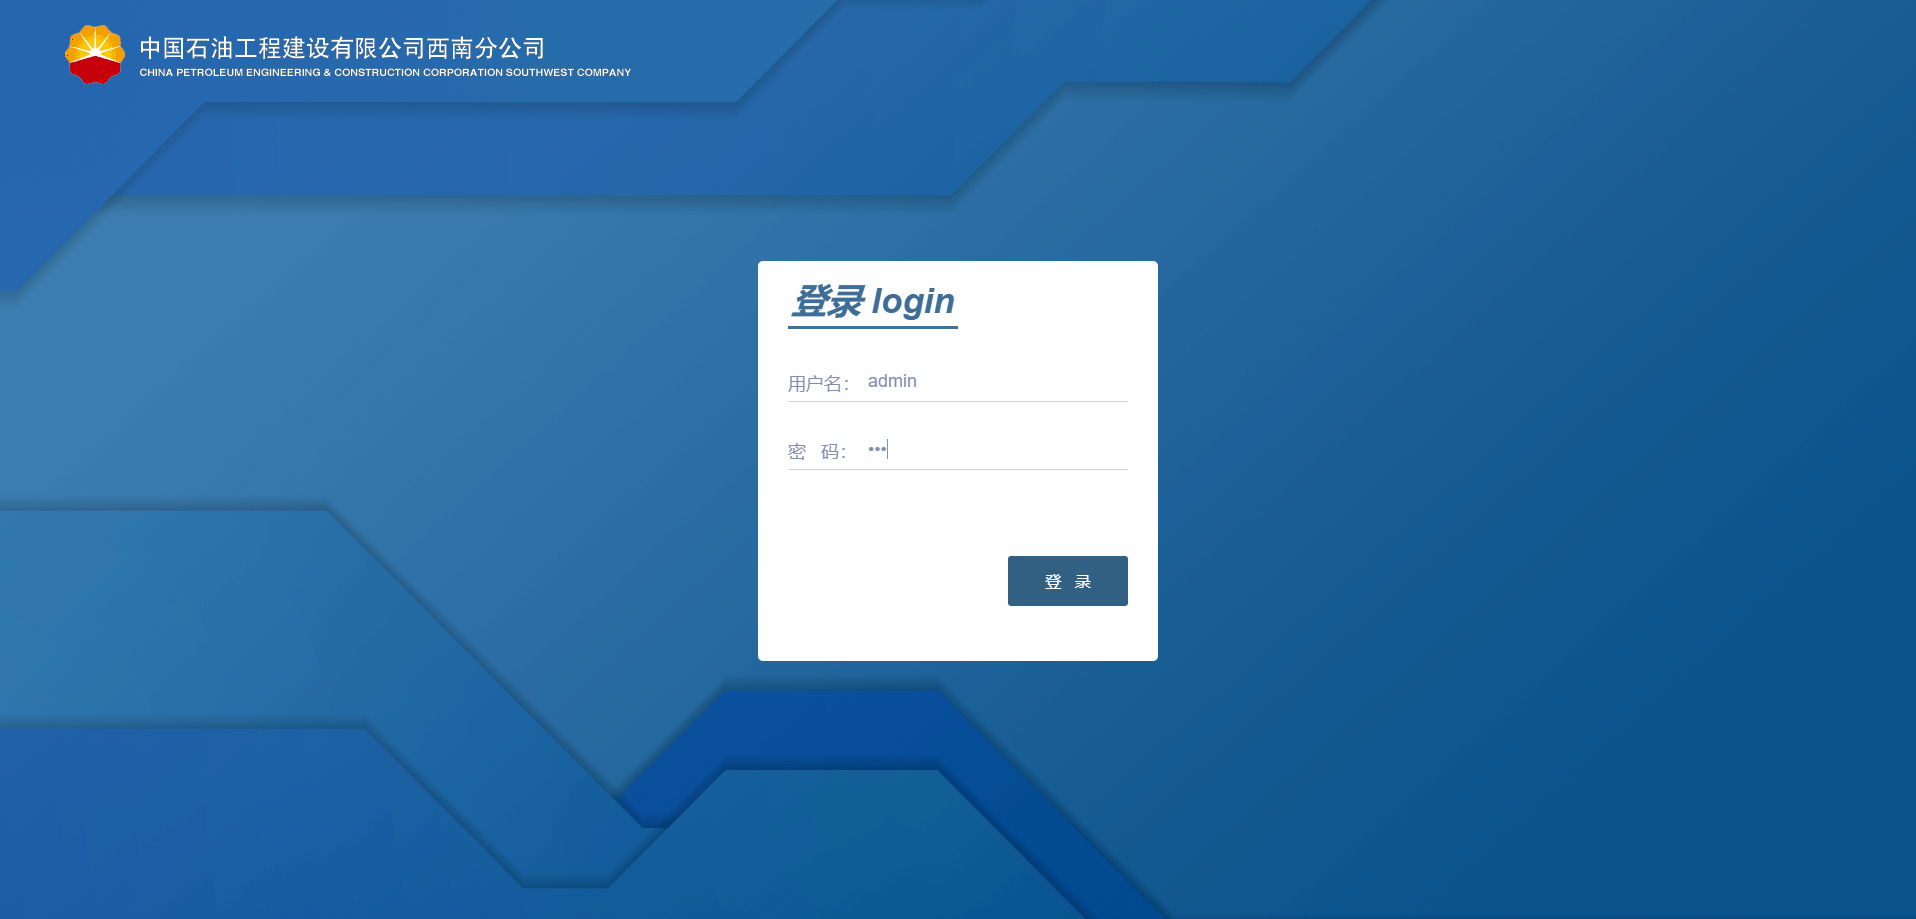 中国石油工程建设有限公司西南分公司
CHINA PETROLEUM ENGINEERING & CONSTRUCTION CORPORATION SOUTHWEST COMPANY
登录 login
用户名： admin
密 码： •••
登 录